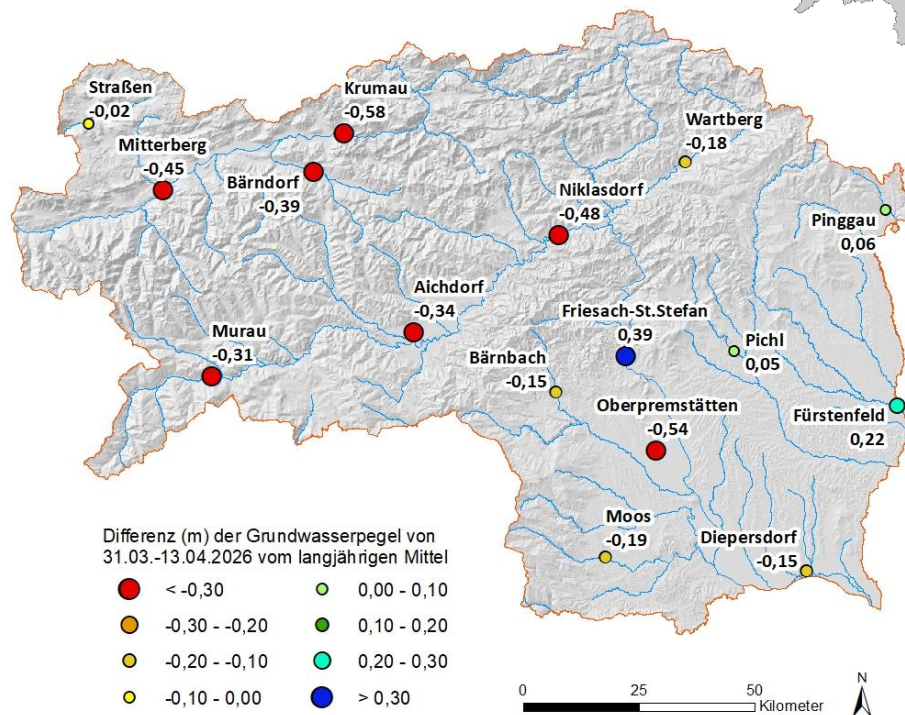 Straßen
-0,02
Krumau
-0,58
Mitterberg
-0,45
Bärndorf
-0,39
Wartberg
-0,18
Niklasdorf
-0,48
Pinggau
0,06
Aichdorf
-0,34
Friesach-St.Stefan
0,39
Murau
-0,31
Bärnbach
-0,15
Pichl
0,05
Oberpremstätten
-0,54
Fürstenfeld
0,22
Moos
-0,19
Diepersdorf
-0,15
Differenz (m) der Grundwasserpegel von
31.03.-13.04.2026 vom langjährigen Mittel
< -0,30
-0,30 - -0,20
-0,20 - -0,10
-0,10 - 0,00
0,00 - 0,10
0,10 - 0,20
0,20 - 0,30
> 0,30
0 25 50
Kilometer
N